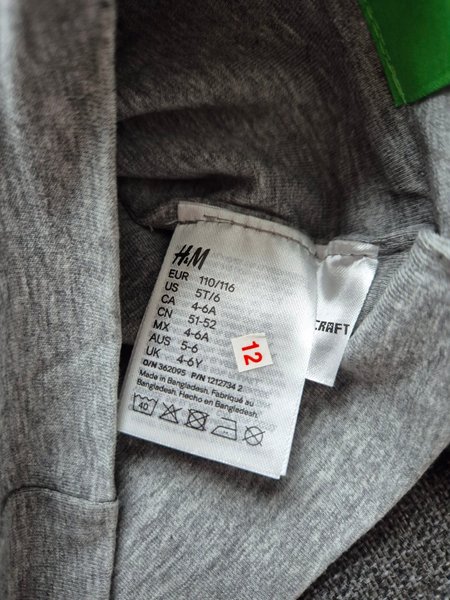 H&M
EUR 110/116
US 5T/6
CA 4-6A
CN 51-52
MX 4-6A
AUS 5-6
UK 4-6Y
12
O/N 362095 P/N 1212734 2
Made in Bangladesh. Fabriqué au
Bangladesh. Hecho en Bangladesh.
40
CRAFT